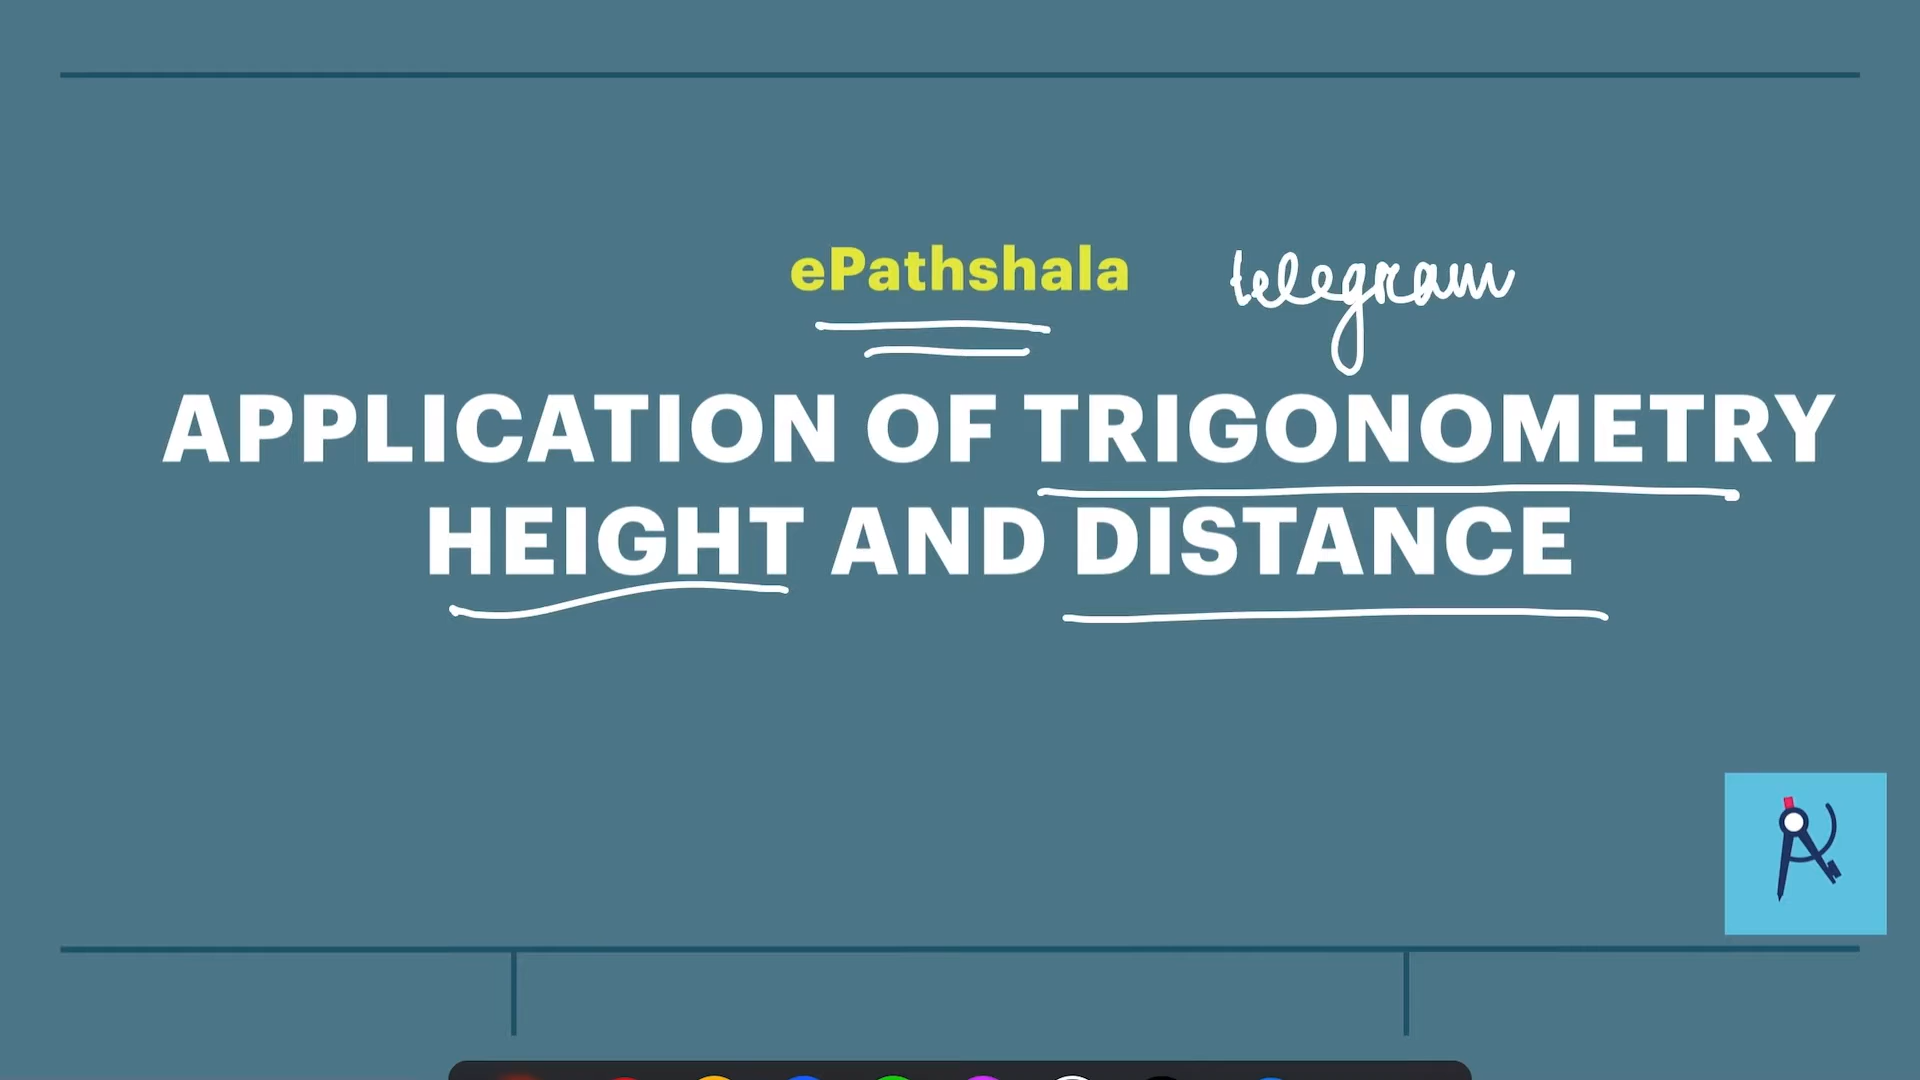 ePathshala telegram
APPLICATION OF TRIGONOMETRY
HEIGHT AND DISTANCE